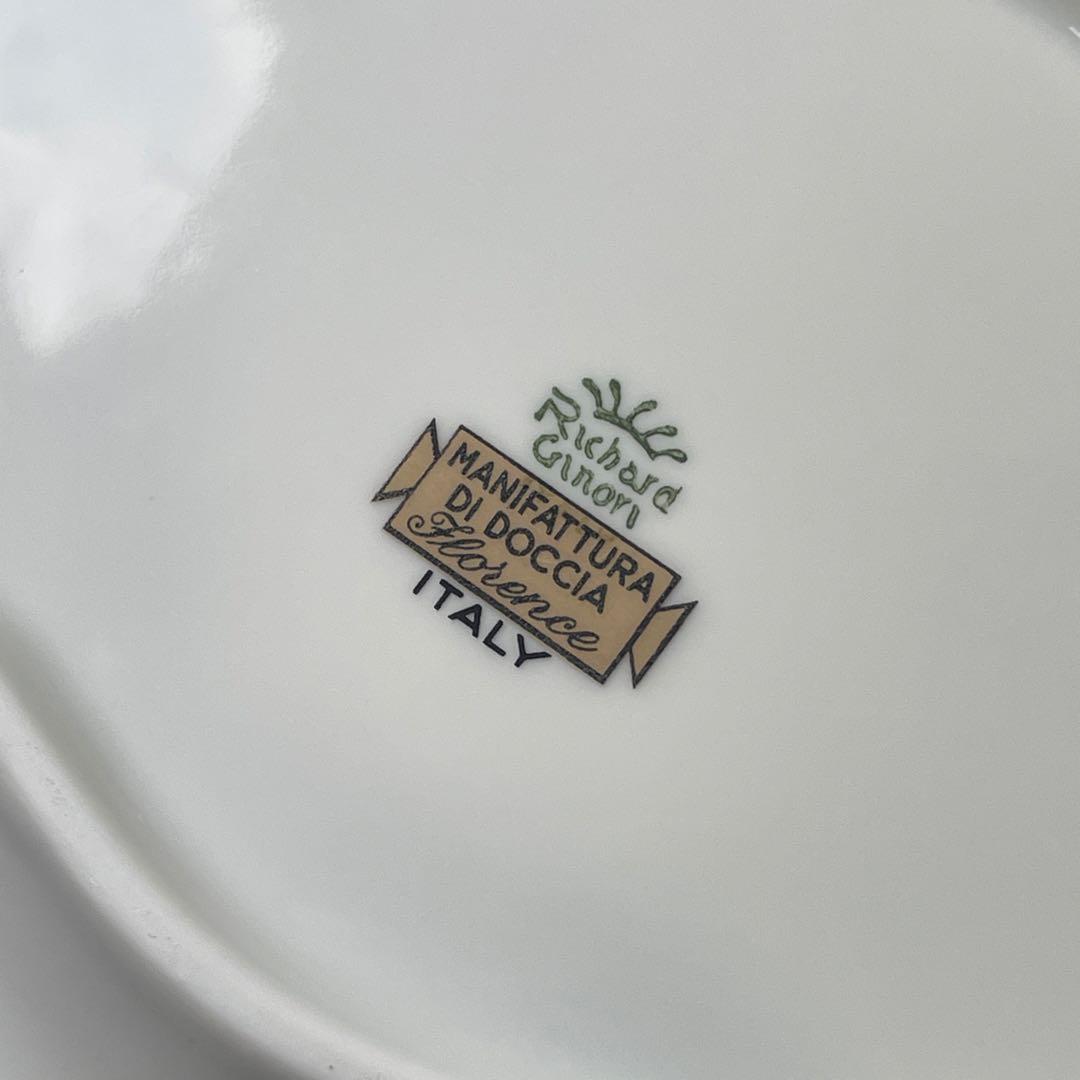 Richard
Ginori
MANIFATTURA
DI DOCCIA
Florence
ITALY